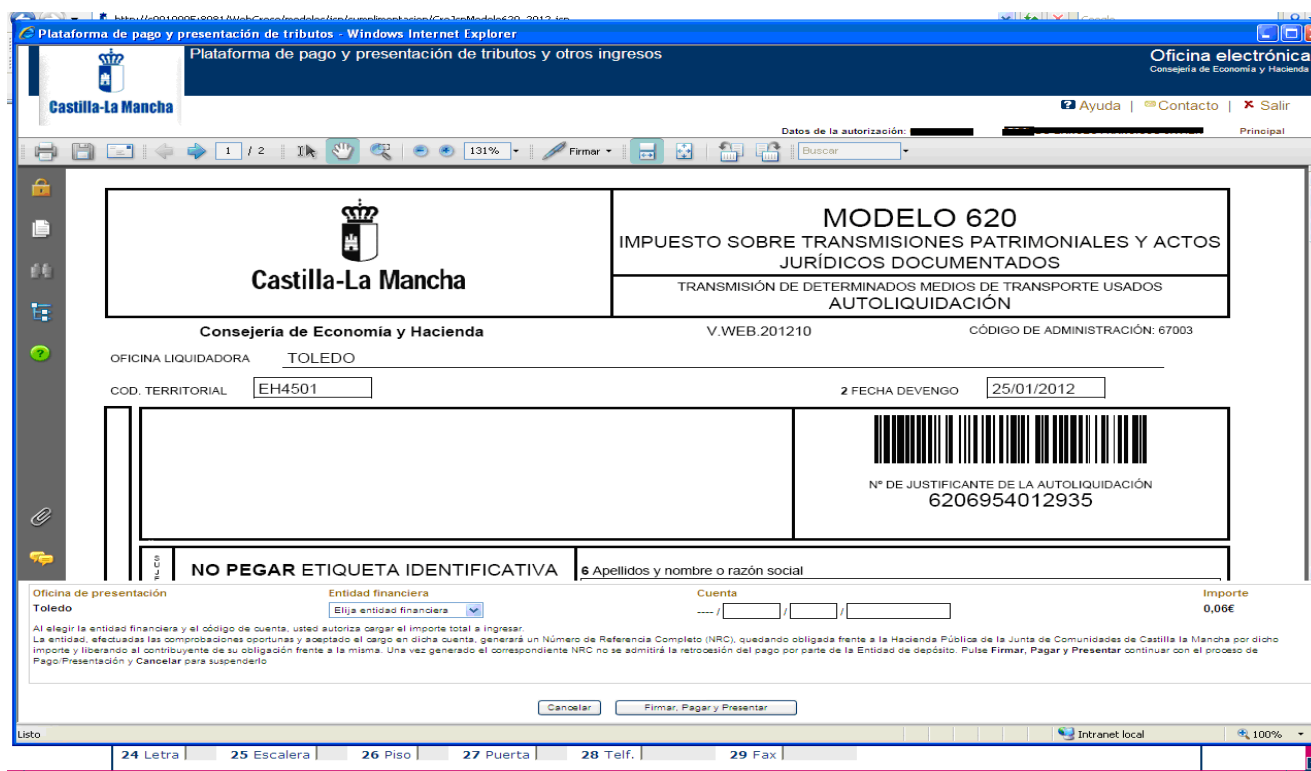 http://s001099E:8081/WebGreco/modelos/jsp/cumplimentacion/GreJspModelo620_2012.jsp
Google
Plataforma de pago y presentación de tributos - Windows Internet Explorer
Plataforma de pago y presentación de tributos y otros ingresos
Oficina electrónica
Consejería de Economía y Hacienda
Castilla-La Mancha
Ayuda | Contacto | Salir
Datos de la autorización:
Principal
1 / 2 131% Firmar Buscar
Castilla-La Mancha
MODELO 620
IMPUESTO SOBRE TRANSMISIONES PATRIMONIALES Y ACTOS
JURÍDICOS DOCUMENTADOS
TRANSMISIÓN DE DETERMINADOS MEDIOS DE TRANSPORTE USADOS
AUTOLIQUIDACIÓN
Consejería de Economía y Hacienda
V.WEB.201210
CÓDIGO DE ADMINISTRACIÓN: 67003
OFICINA LIQUIDADORA TOLEDO
COD. TERRITORIAL EH4501
2 FECHA DEVENGO 25/01/2012
Nº DE JUSTIFICANTE DE LA AUTOLIQUIDACIÓN
6206954012935
S
U
J
NO PEGAR ETIQUETA IDENTIFICATIVA
6 Apellidos y nombre o razón social
Oficina de presentación Entidad financiera Cuenta Importe
Toledo Elija entidad financiera ---- / / / 0,06€
Al elegir la entidad financiera y el código de cuenta, usted autoriza cargar el importe total a ingresar.
La entidad, efectuadas las comprobaciones oportunas y aceptado el cargo en dicha cuenta, generará un Número de Referencia Completo (NRC), quedando obligada frente a la Hacienda Pública de la Junta de Comunidades de Castilla la Mancha por dicho
importe y liberando al contribuyente de su obligación frente a la misma. Una vez generado el correspondiente NRC no se admitirá la retrocesión del pago por parte de la Entidad de depósito. Pulse Firmar, Pagar y Presentar continuar con el proceso de
Pago/Presentación y Cancelar para suspenderlo
Cancelar Firmar, Pagar y Presentar
Listo Intranet local 100%
24 Letra 25 Escalera 26 Piso 27 Puerta 28 Telf. 29 Fax